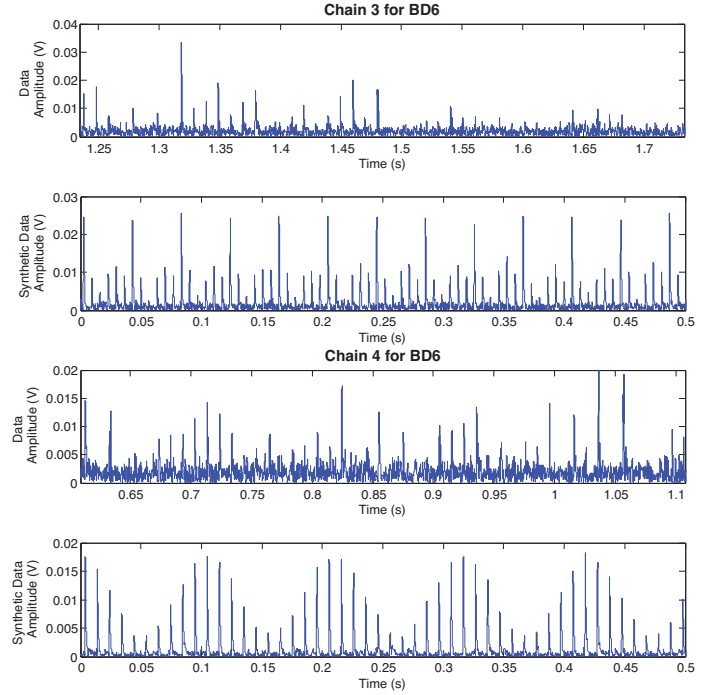 Chain 3 for BD6
0.04
0.03
0.02
0.01
0
Data
Amplitude (V)
1.25 1.3 1.35 1.4 1.45 1.5 1.55 1.6 1.65 1.7
Time (s)
0.03
0.02
0.01
0
Synthetic Data
Amplitude (V)
0 0.05 0.1 0.15 0.2 0.25 0.3 0.35 0.4 0.45 0.5
Time (s)
Chain 4 for BD6
0.02
0.015
0.01
0.005
0
Data
Amplitude (V)
0.65 0.7 0.75 0.8 0.85 0.9 0.95 1 1.05 1.1
Time (s)
0.02
0.015
0.01
0.005
0
Synthetic Data
Amplitude (V)
0 0.05 0.1 0.15 0.2 0.25 0.3 0.35 0.4 0.45 0.5
Time (s)